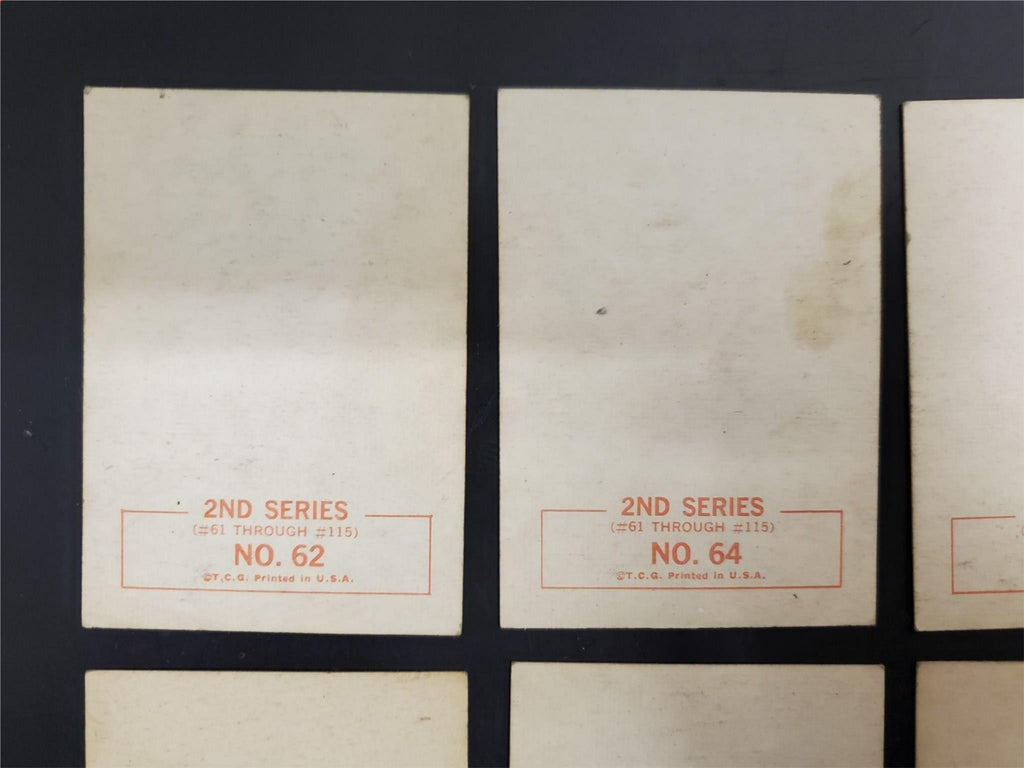 2ND SERIES
(#61 THROUGH #115)
NO. 62
©T.C.G. Printed in U.S.A.
2ND SERIES
(#61 THROUGH #115)
NO. 64
©T.C.G. Printed in U.S.A.